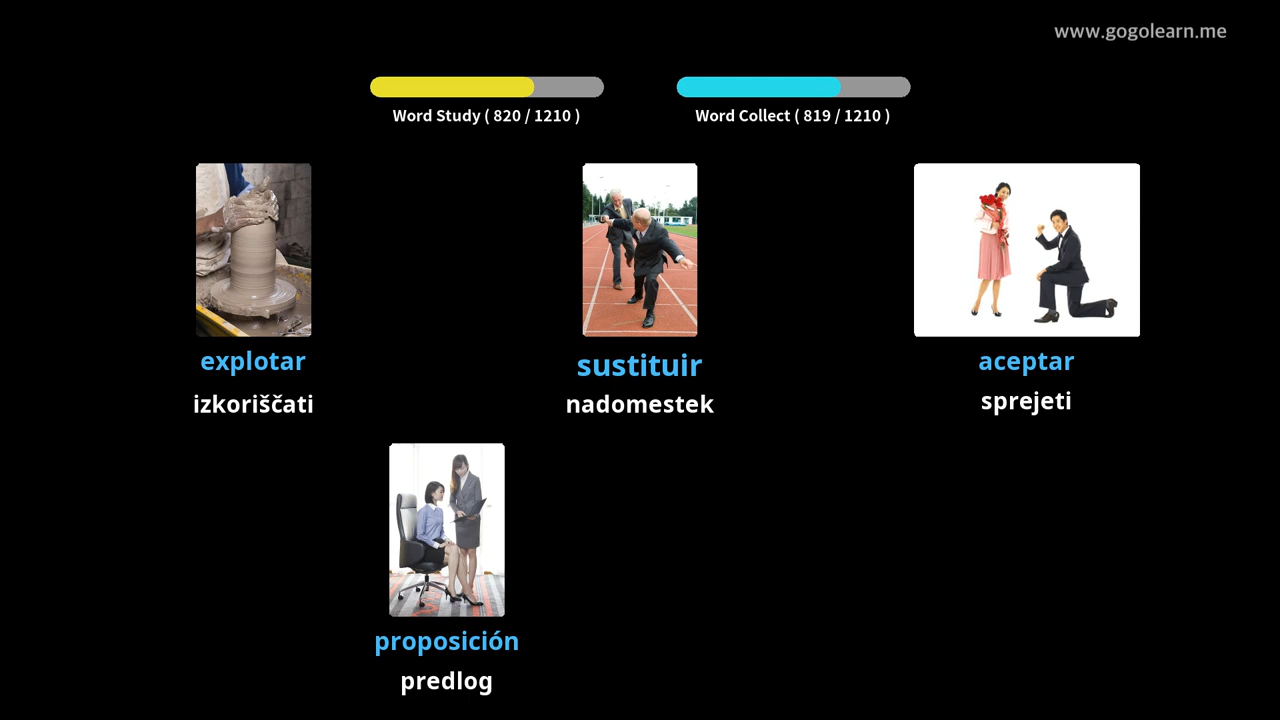 www.gogolearn.me
Word Study ( 820 / 1210 )
Word Collect ( 819 / 1210 )
explotar
sustituir
aceptar
izkoriščati
nadomestek
sprejeti
proposición
predlog